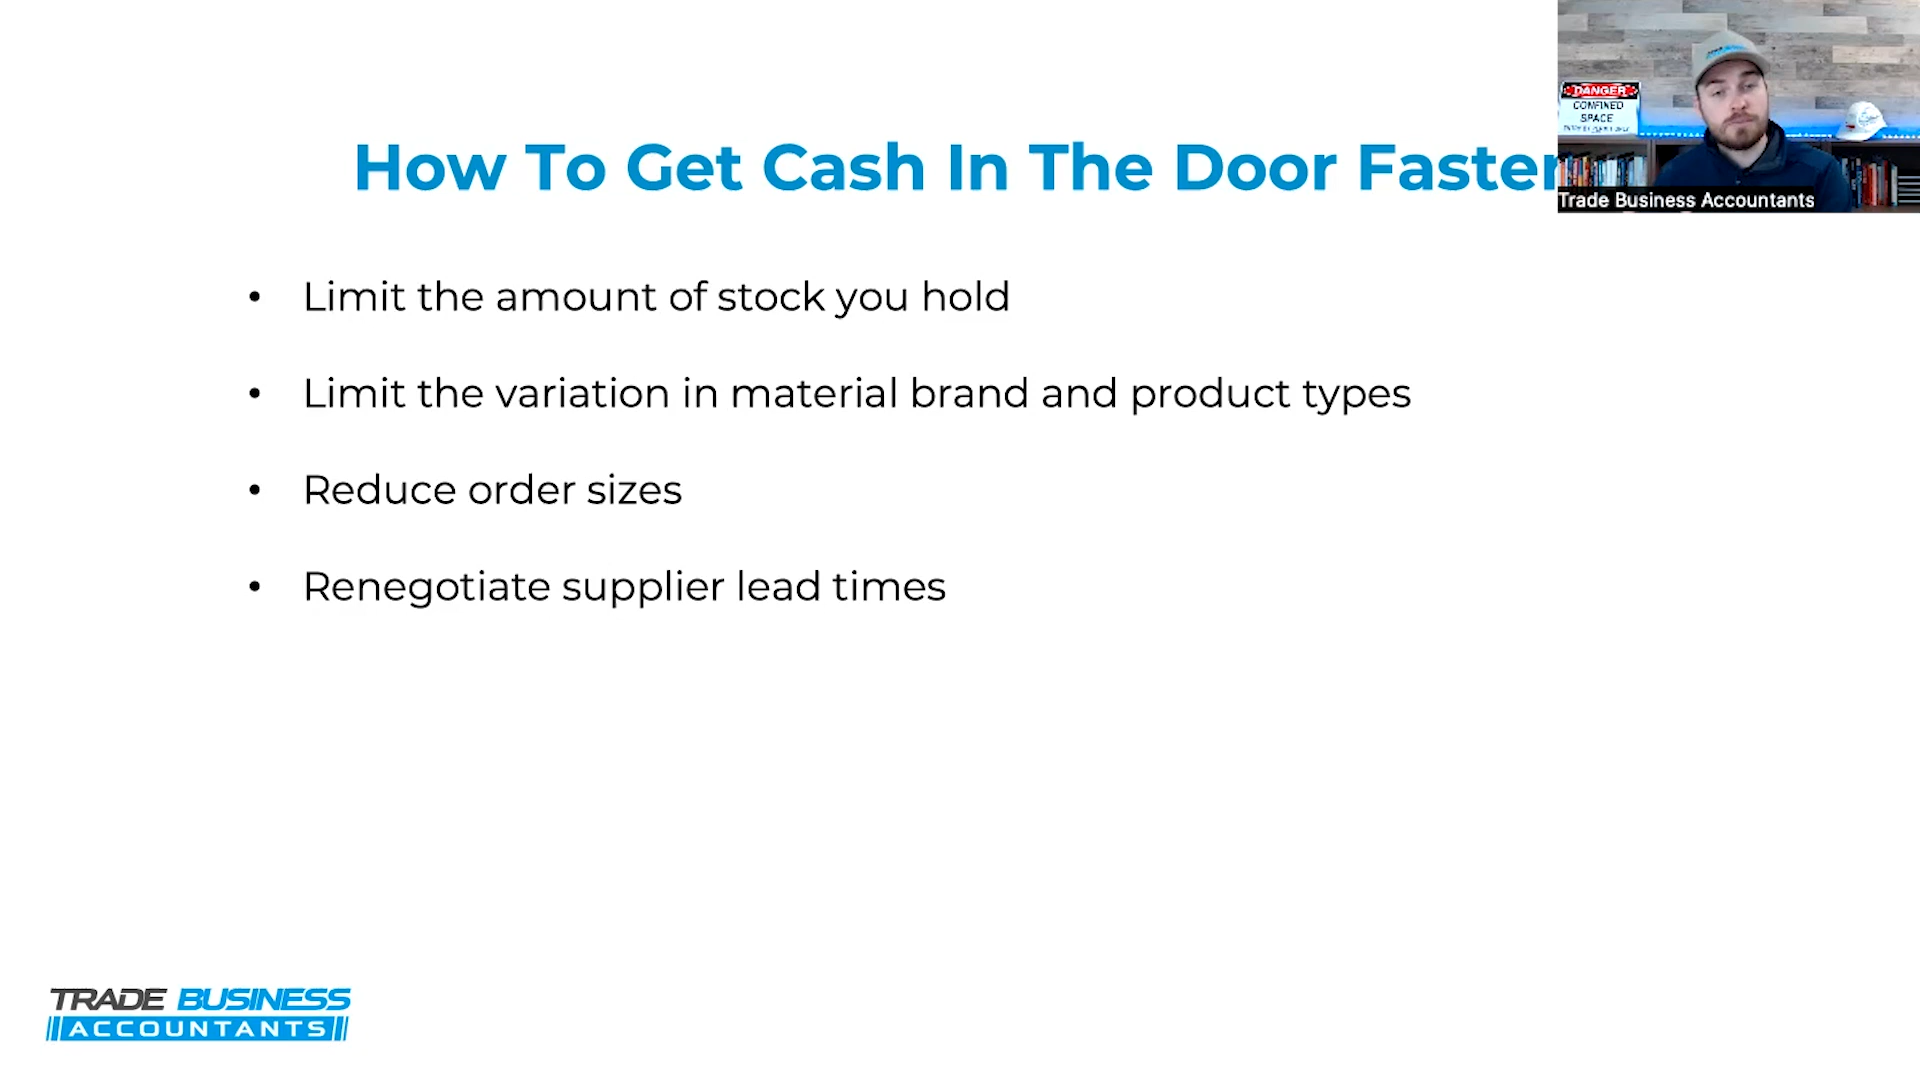 How To Get Cash In The Door Faster
• Limit the amount of stock you hold
• Limit the variation in material brand and product types
• Reduce order sizes
• Renegotiate supplier lead times
DANGER
CONFINED
SPACE
Trade Business Accountants
TRADE BUSINESS
ACCOUNTANTS